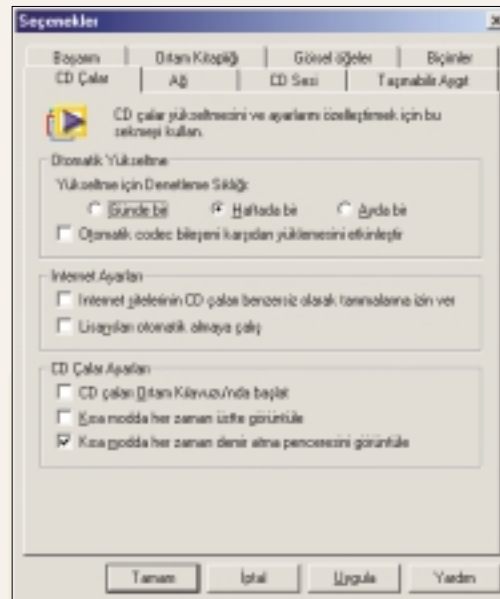 Seçenekler
Başarım Ortam Kitaplığı Görsel öğeler Biçimler
CD Çalar Ağ CD Sesi Taşınabilir Aygıt
CD çalar yükseltmesini ve ayarlarını özelleştirmek için bu
sekmeyi kullan.
Otomatik Yükseltme
Yükseltme için Denetleme Sıklığı:
Günde bir Haftada bir Ayda bir
Otomatik codec bileşeni karşıdan yüklemesini etkinleştir
Internet Ayarları
Internet sitelerinin CD çaları benzersiz olarak tanımalarına izin ver
Lisansları otomatik almaya çalış
CD Çalar Ayarları
CD çaları Ortam Kılavuzu'nda başlat
Kısa modda her zaman üstte görüntüle
Kısa modda her zaman demir atma penceresini görüntüle
Tamam İptal Uygula Yardım